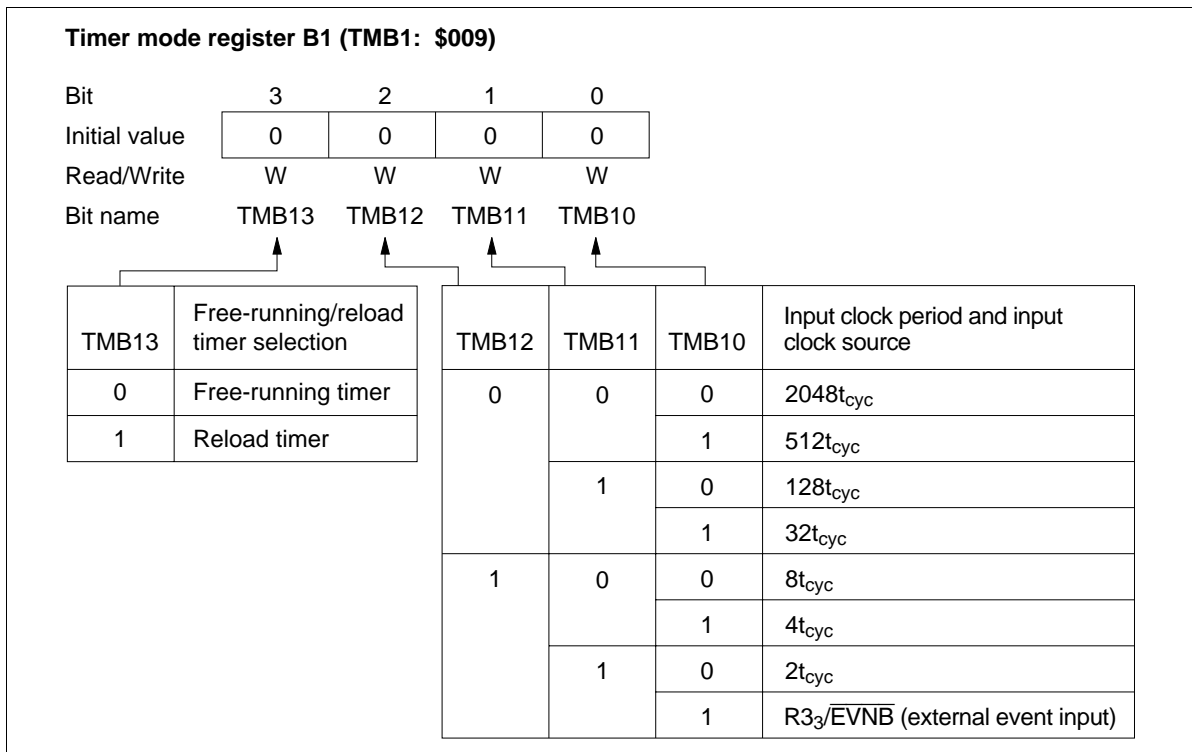 Timer mode register B1 (TMB1: $009)
Bit 3 2 1 0
Initial value 0 0 0 0
Read/Write W W W W
Bit name TMB13 TMB12 TMB11 TMB10
TMB13 Free-running/reload timer selection
0 Free-running timer
1 Reload timer
TMB12 TMB11 TMB10 Input clock period and input clock source
0 0 0 2048tcyc
1 512tcyc
1 0 128tcyc
1 32tcyc
1 0 0 8tcyc
1 4tcyc
1 0 2tcyc
1 R33/EVNB (external event input)